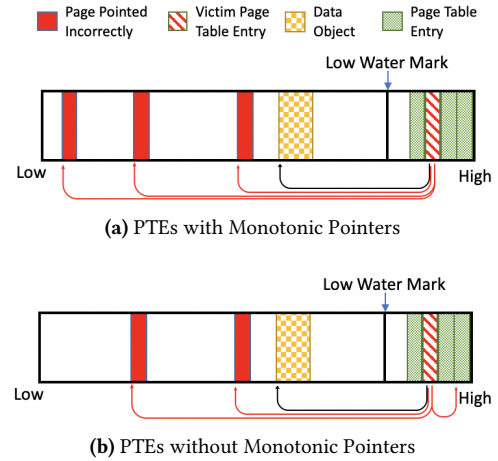 Page Pointed Incorrectly
Victim Page Table Entry
Data Object
Page Table Entry
Low Water Mark
Low
High
(a) PTEs with Monotonic Pointers
Low Water Mark
Low
High
(b) PTEs without Monotonic Pointers